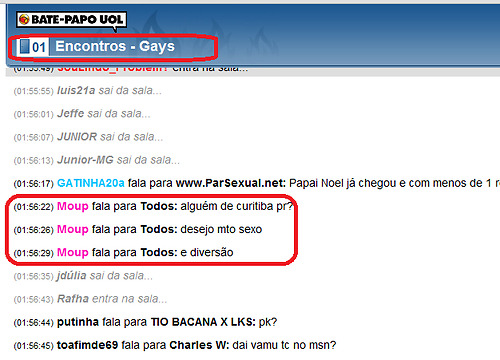 BATE-PAPO UOL
01 Encontros - Gays
(01:55:49) SouLindo_Problem? entra na sala...
(01:55:55) luis21a sai da sala...
(01:56:01) Jeffe sai da sala...
(01:56:07) JUNIOR sai da sala...
(01:56:13) Junior-MG sai da sala...
(01:56:17) GATINHA20a fala para www.ParSexual.net: Papai Noel já chegou e com menos de 1 r
(01:56:22) Moup fala para Todos: alguém de curitiba pr?
(01:56:26) Moup fala para Todos: desejo mto sexo
(01:56:29) Moup fala para Todos: e diversão
(01:56:35) jdúlia sai da sala...
(01:56:43) Rafha entra na sala...
(01:56:44) putinha fala para TIO BACANA X LKS: pk?
(01:56:45) toafimde69 fala para Charles W: dai vamu tc no msn?